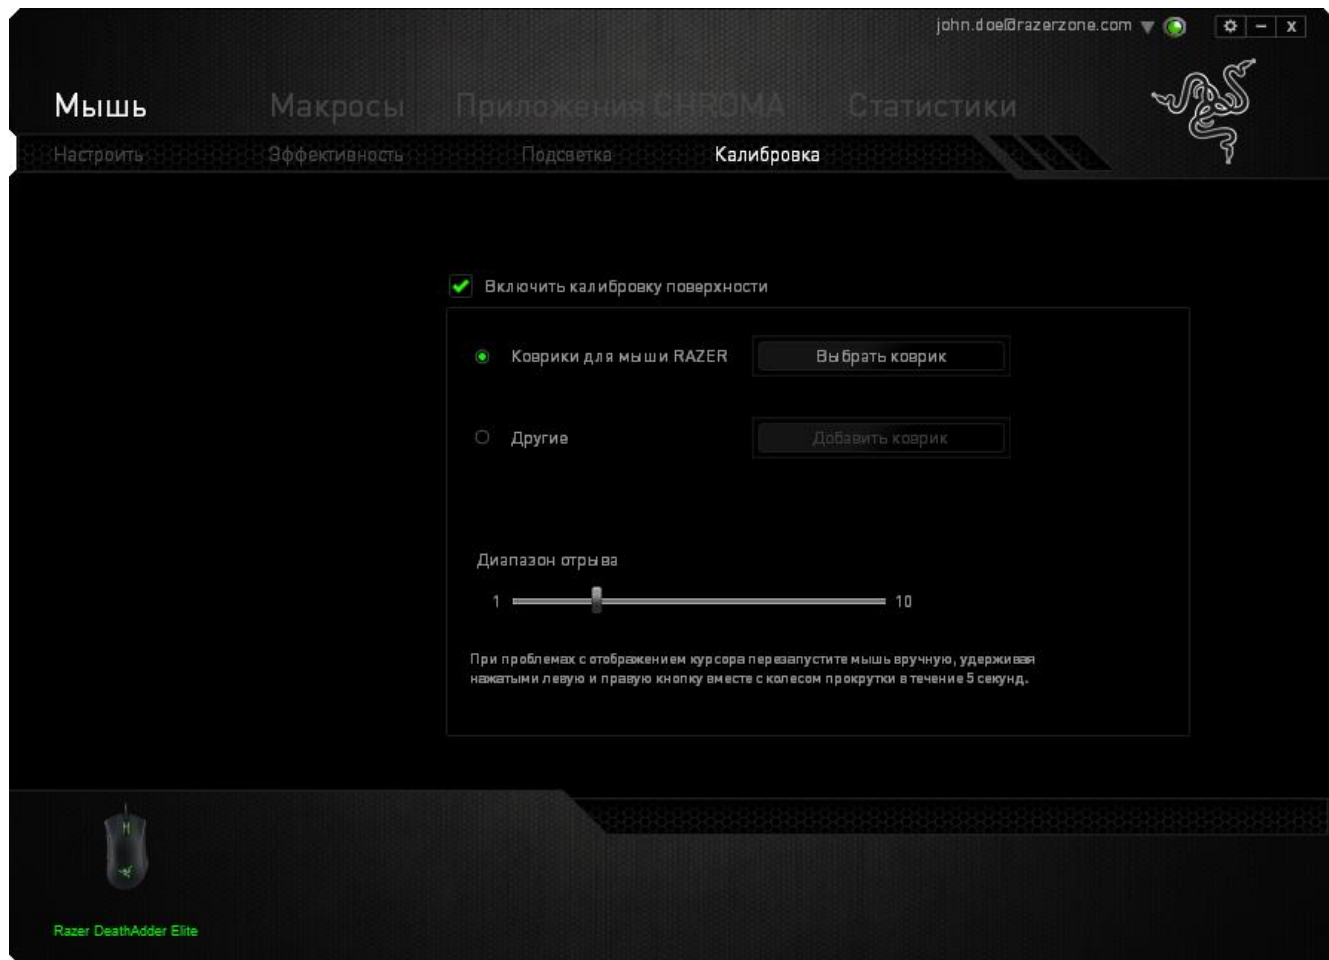 john.doe@razerzone.com
Мышь Макросы Приложения CHROMA Статистики
Настроить Эффективность Подсветка Калибровка
Включить калибровку поверхности
Коврики для мыши RAZER Выбрать коврик
Другие Добавить коврик
Диапазон отрыва
1 10
При проблемах с отображением курсора перезапустите мышь вручную, удерживая
нажатыми левую и правую кнопку вместе с колесом прокрутки в течение 5 секунд.
Razer DeathAdder Elite